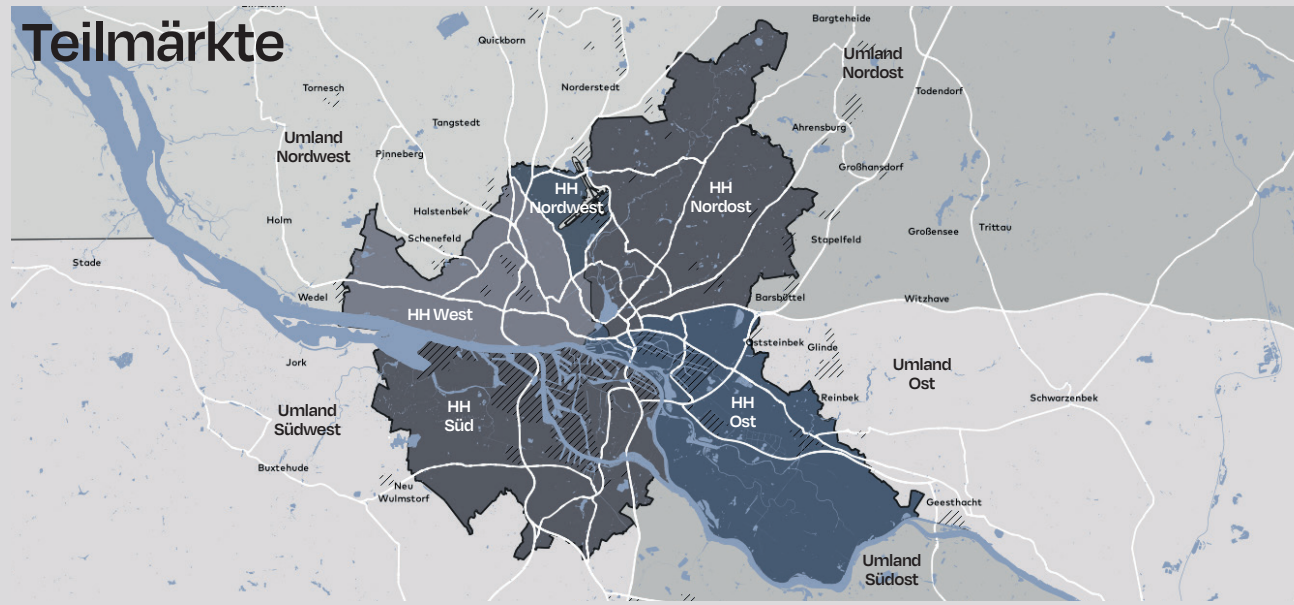 Teilmärkte
Bargteheide
Quickborn
Umland
Nordost
Norderstedt
Todendorf
Tornesch
Tangstedt
Ahrensburg
Umland
Nordwest
Pinneberg
Großhansdorf
HH
Nordwest
HH
Nordost
Halstenbek
Holm
Schenefeld
Stapelfeld
Großensee
Trittau
Stade
Wedel
Barsbüttel
Witzhave
HH West
Oststeinbek
Glinde
Jork
Umland
Ost
Reinbek
Schwarzenbek
Umland
Südwest
HH
Süd
HH
Ost
Buxtehude
Neu
Wulmstorf
Geesthacht
Umland
Südost